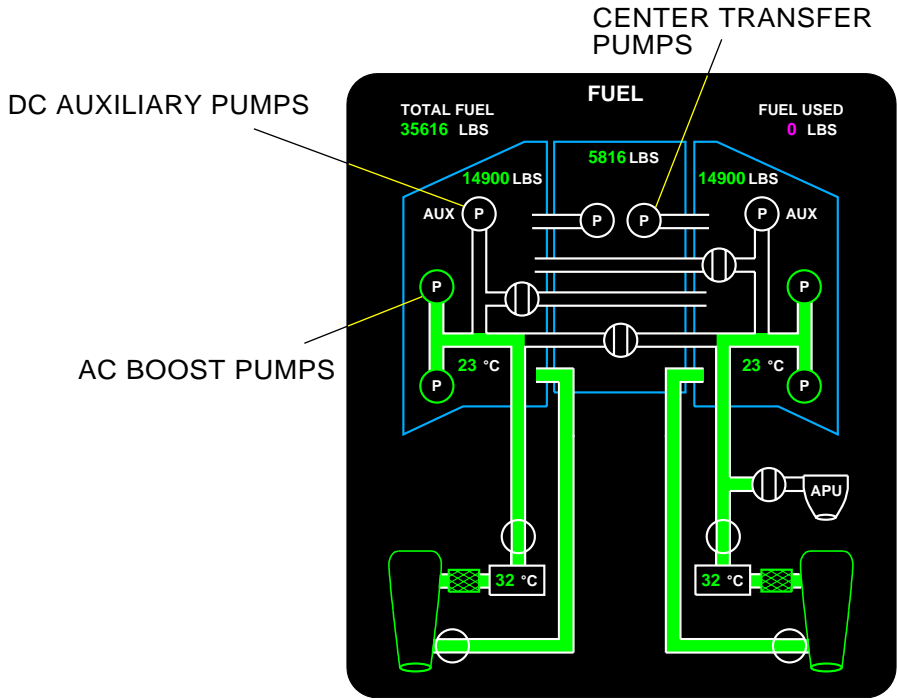 CENTER TRANSFER
PUMPS
DC AUXILIARY PUMPS
FUEL
TOTAL FUEL
35616 LBS
FUEL USED
0 LBS
5816 LBS
14900 LBS
14900 LBS
AUX P
P
P
P AUX
P
P
AC BOOST PUMPS
23 °C
23 °C
P
P
APU
32 °C
32 °C